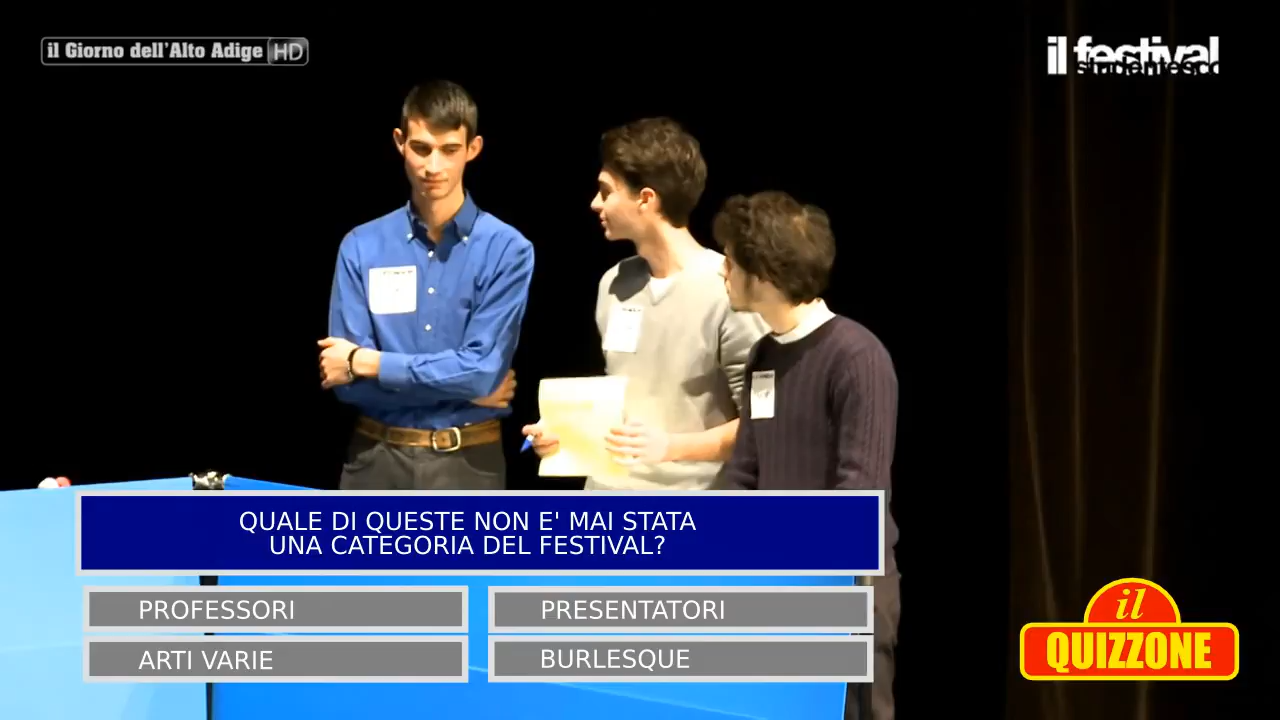 il Giorno dell'Alto Adige HD
il festival
studentesco
QUALE DI QUESTE NON E' MAI STATA
UNA CATEGORIA DEL FESTIVAL?
PROFESSORI
PRESENTATORI
ARTI VARIE
BURLESQUE
il
QUIZZONE